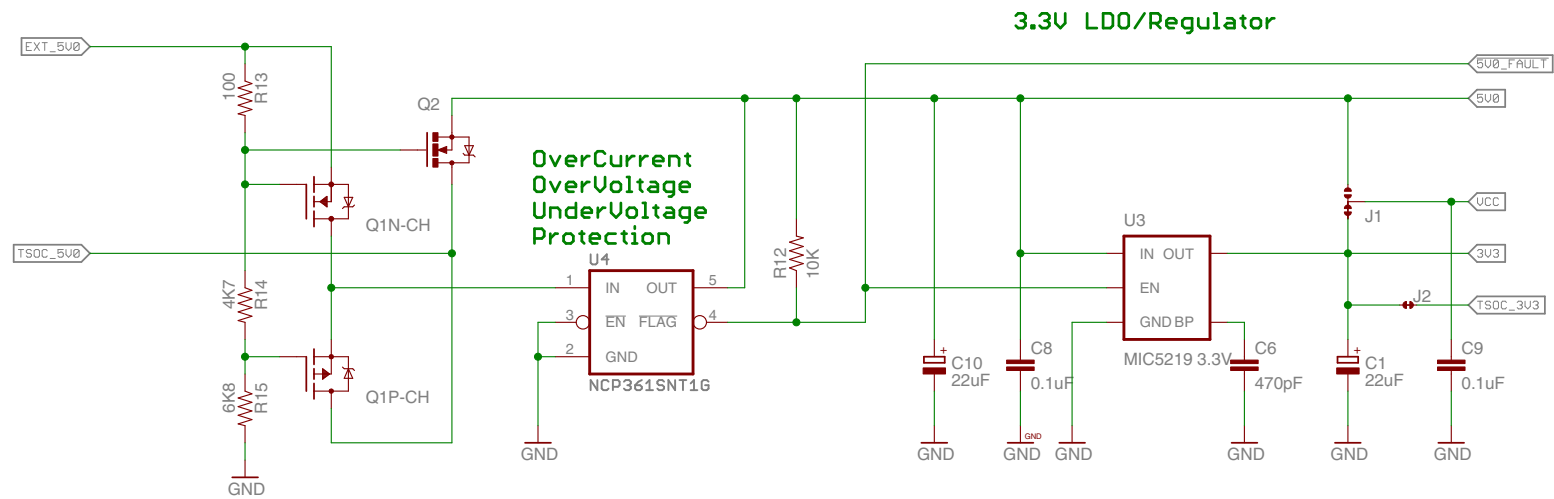 3.3V LDO/Regulator
EXT_5V0
5V0_FAULT
5V0
100
R13
Q2
OverCurrent
OverVoltage
UnderVoltage
Protection
Q1N-CH
VCC
J1
TSOC_5V0
U4
R12
10K
U3
3V3
1
IN
OUT
5
3
EN
FLAG
4
2
GND
NCP361SNT1G
IN
OUT
EN
GND
BP
MIC5219 3.3V
4K7
R14
J2
TSOC_3V3
Q1P-CH
6K8
R15
+
C10
22uF
C8
0.1uF
C6
470pF
+
C1
22uF
C9
0.1uF
GND
GND
GND
GND
GND
GND
GND
GND
GND